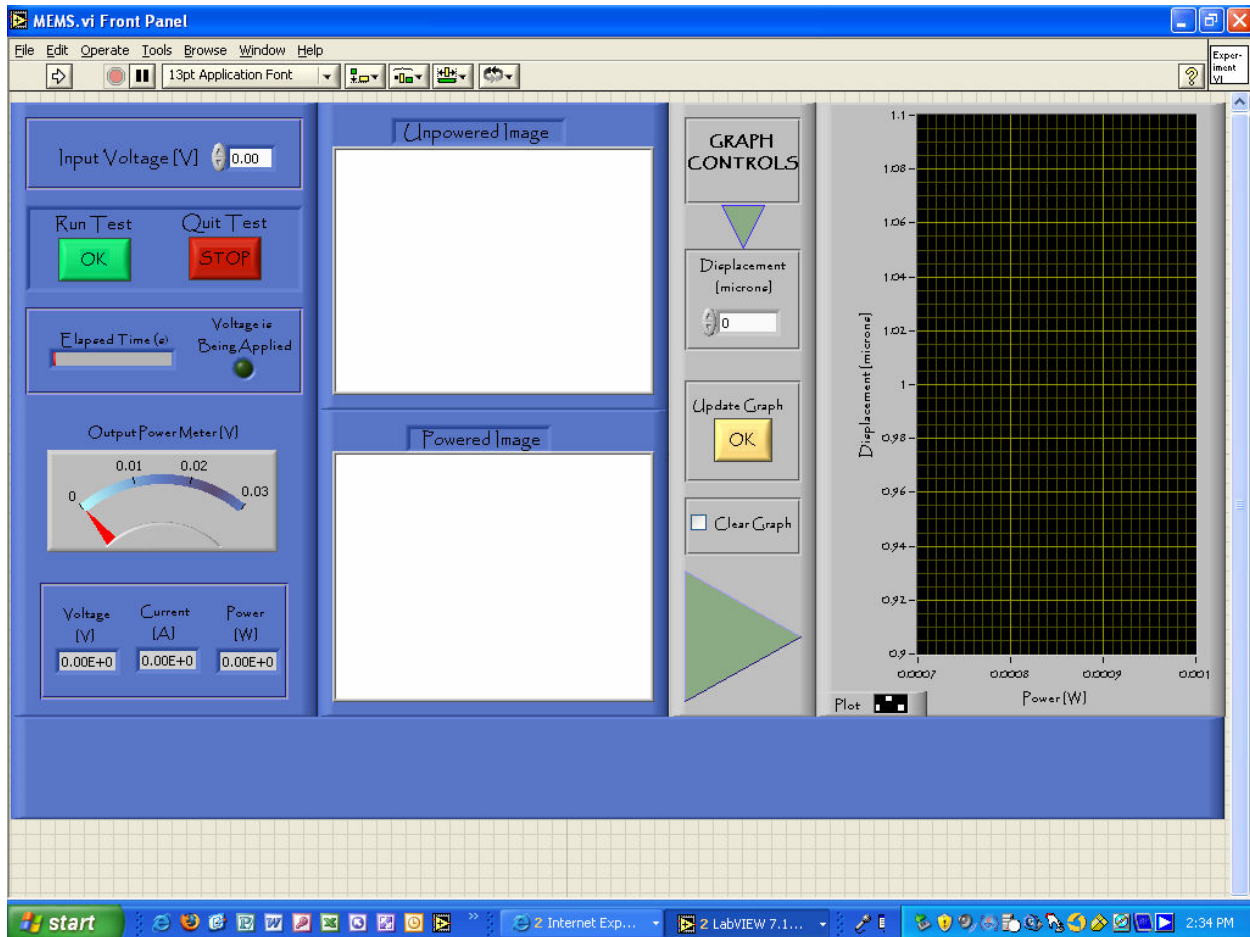 MEMS.vi Front Panel
File Edit Operate Tools Browse Window Help
13pt Application Font
Exper-
iment
VI
Input Voltage [V] 0.00
Run Test Quit Test
OK STOP
Elapsed Time (s)
Voltage is
Being Applied
Output Power Meter (V)
0 0.01 0.02 0.03
Voltage
[V]
0.00E+0
Current
[A]
0.00E+0
Power
[W]
0.00E+0
Unpowered Image
Powered Image
GRAPH
CONTROLS
Displacement
[microns]
0
Update Graph
OK
Clear Graph
Displacement [microns]
1.1
1.08
1.06
1.04
1.02
1
0.98
0.96
0.94
0.92
0.9
0.0007 0.0008 0.0009 0.001
Power [W]
Plot
start 2 Internet Exp... 2 LabVIEW 7.1... 2:34 PM